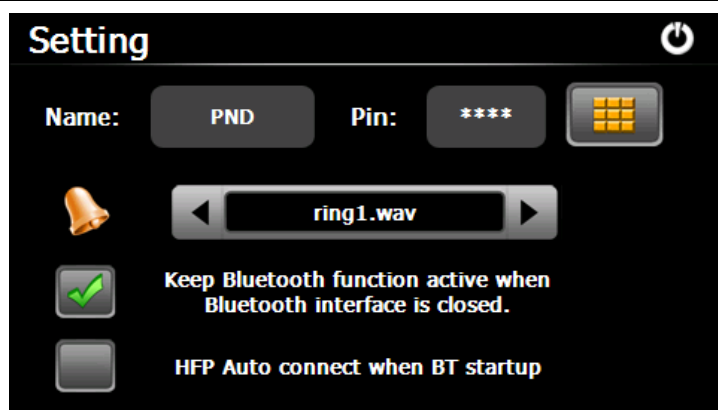 Setting
Name: PND Pin: ****
ring1.wav
Keep Bluetooth function active when
Bluetooth interface is closed.
HFP Auto connect when BT startup